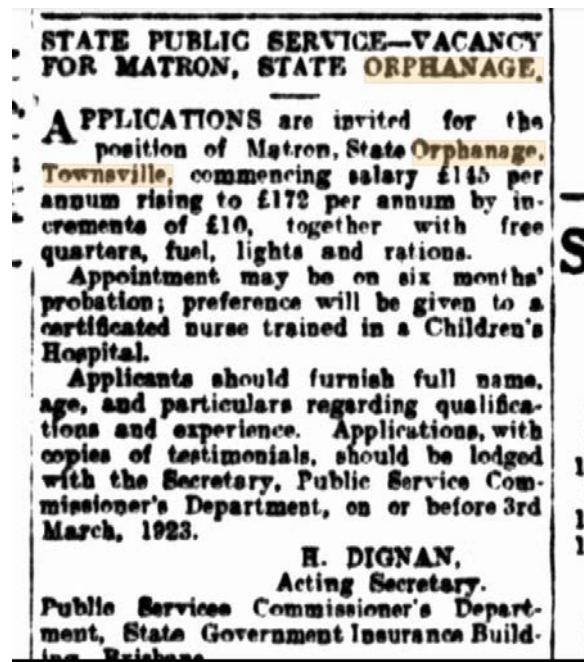 STATE PUBLIC SERVICE—VACANCY
FOR MATRON, STATE ORPHANAGE.
APPLICATIONS are invited for the
position of Matron, State Orphanage,
Townsville, commencing salary £145 per
annum rising to £172 per annum by in-
crements of £10, together with free
quarters, fuel, lights and rations.
Appointment may be on six months'
probation; preference will be given to a
certificated nurse trained in a Children's
Hospital.
Applicants should furnish full name,
age, and particulars regarding qualifica-
tions and experience. Applications, with
copies of testimonials, should be lodged
with the Secretary, Public Service Com-
missioner's Department, on or before 3rd
March, 1923.
H. DIGNAN,
Acting Secretary.
Public Services Commissioner's Depart-
ment, State Government Insurance Build-
ing, Brisbane
S
1
1
1